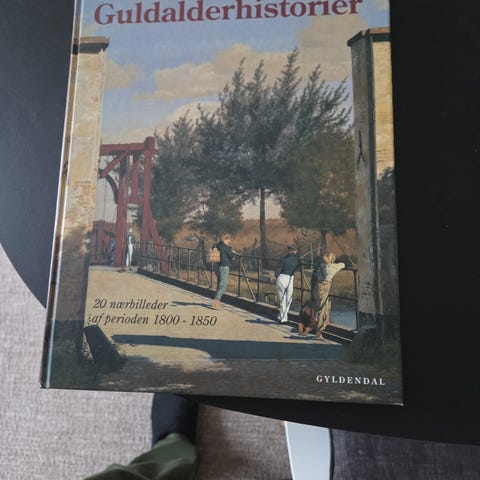 Guldalderhistorier
20 nærbilleder
af perioden 1800 - 1850
GYLDENDAL